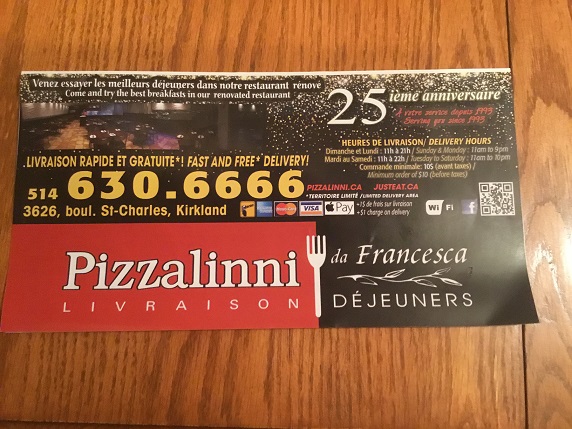 Venez essayer les meilleurs déjeuners dans notre restaurant rénové
Come and try the best breakfasts in our renovated restaurant
25 ième anniversaire
À votre service depuis 1995
Serving you since 1995
*HEURES DE LIVRAISON / DELIVERY HOURS
Dimanche et Lundi : 11h à 21h / Sunday & Monday : 11am to 9pm
Mardi au Samedi : 11h à 22h / Tuesday to Saturday : 11am to 10pm
Commande minimale: 10$ (avant taxes) /
Minimum order of $10 (before taxes)
.LIVRAISON RAPIDE ET GRATUITE*! FAST AND FREE* DELIVERY!
514 630.6666
3626, boul. St-Charles, Kirkland
VISA
Pay
PIZZALINNI.CA JUSTEAT.CA
*TERRITOIRE LIMITÉ /LIMITED DELIVERY AREA
+1$ de frais sur livraison
+$1 charge on delivery
Wi Fi
f
Pizzalinni
LIVRAISON
da Francesca
DÉJEUNERS